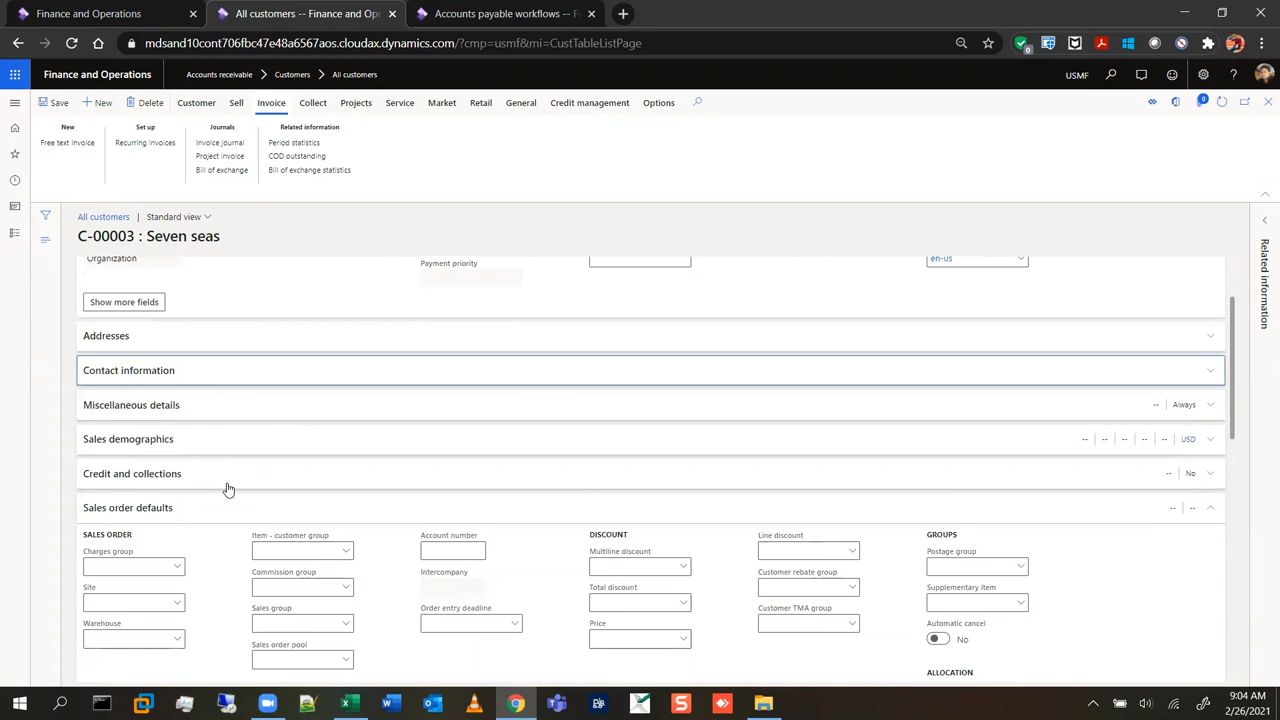 Finance and Operations
All customers -- Finance and Ope
Accounts payable workflows -- Fi
mdsand10cont706fbc47e48a6567aos.cloudax.dynamics.com/?cmp=usmf&mi=CustTableListPage
Finance and Operations
Accounts receivable
Customers
All customers
USMF
Save
New
Delete
Customer
Sell
Invoice
Collect
Projects
Service
Market
Retail
General
Credit management
Options
New
Set up
Journals
Related information
Free text invoice
Recurring invoices
Invoice journal
Period statistics
Project invoice
COD outstanding
Bill of exchange
Bill of exchange statistics
All customers
Standard view
C-00003 : Seven seas
Related information
Organization
Payment priority
en-us
Show more fields
Addresses
Contact information
Miscellaneous details
-- Always
Sales demographics
-- -- -- -- -- USD
Credit and collections
-- No
Sales order defaults
-- --
SALES ORDER
Charges group
Site
Warehouse
Item - customer group
Commission group
Sales group
Sales order pool
Account number
Intercompany
Order entry deadline
DISCOUNT
Multiline discount
Total discount
Price
Line discount
Customer rebate group
Customer TMA group
GROUPS
Postage group
Supplementary item
Automatic cancel
No
ALLOCATION
9:04 AM
2/26/2021